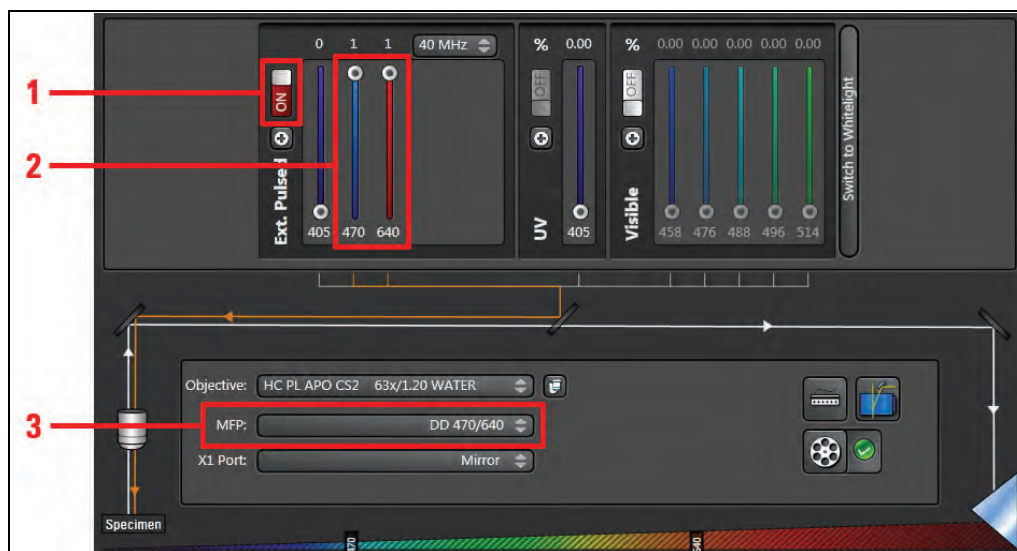 0 1 1 40 MHz % 0.00 % 0.00 0.00 0.00 0.00 0.00
1 ON OFF OFF
2
Ext. Pulsed UV Visible Switch to Whitelight
405 470 640 405 458 476 488 496 514
Objective: HC PL APO CS2 63x/1.20 WATER
3 MFP: DD 470/640
X1 Port: Mirror
Specimen
470 640